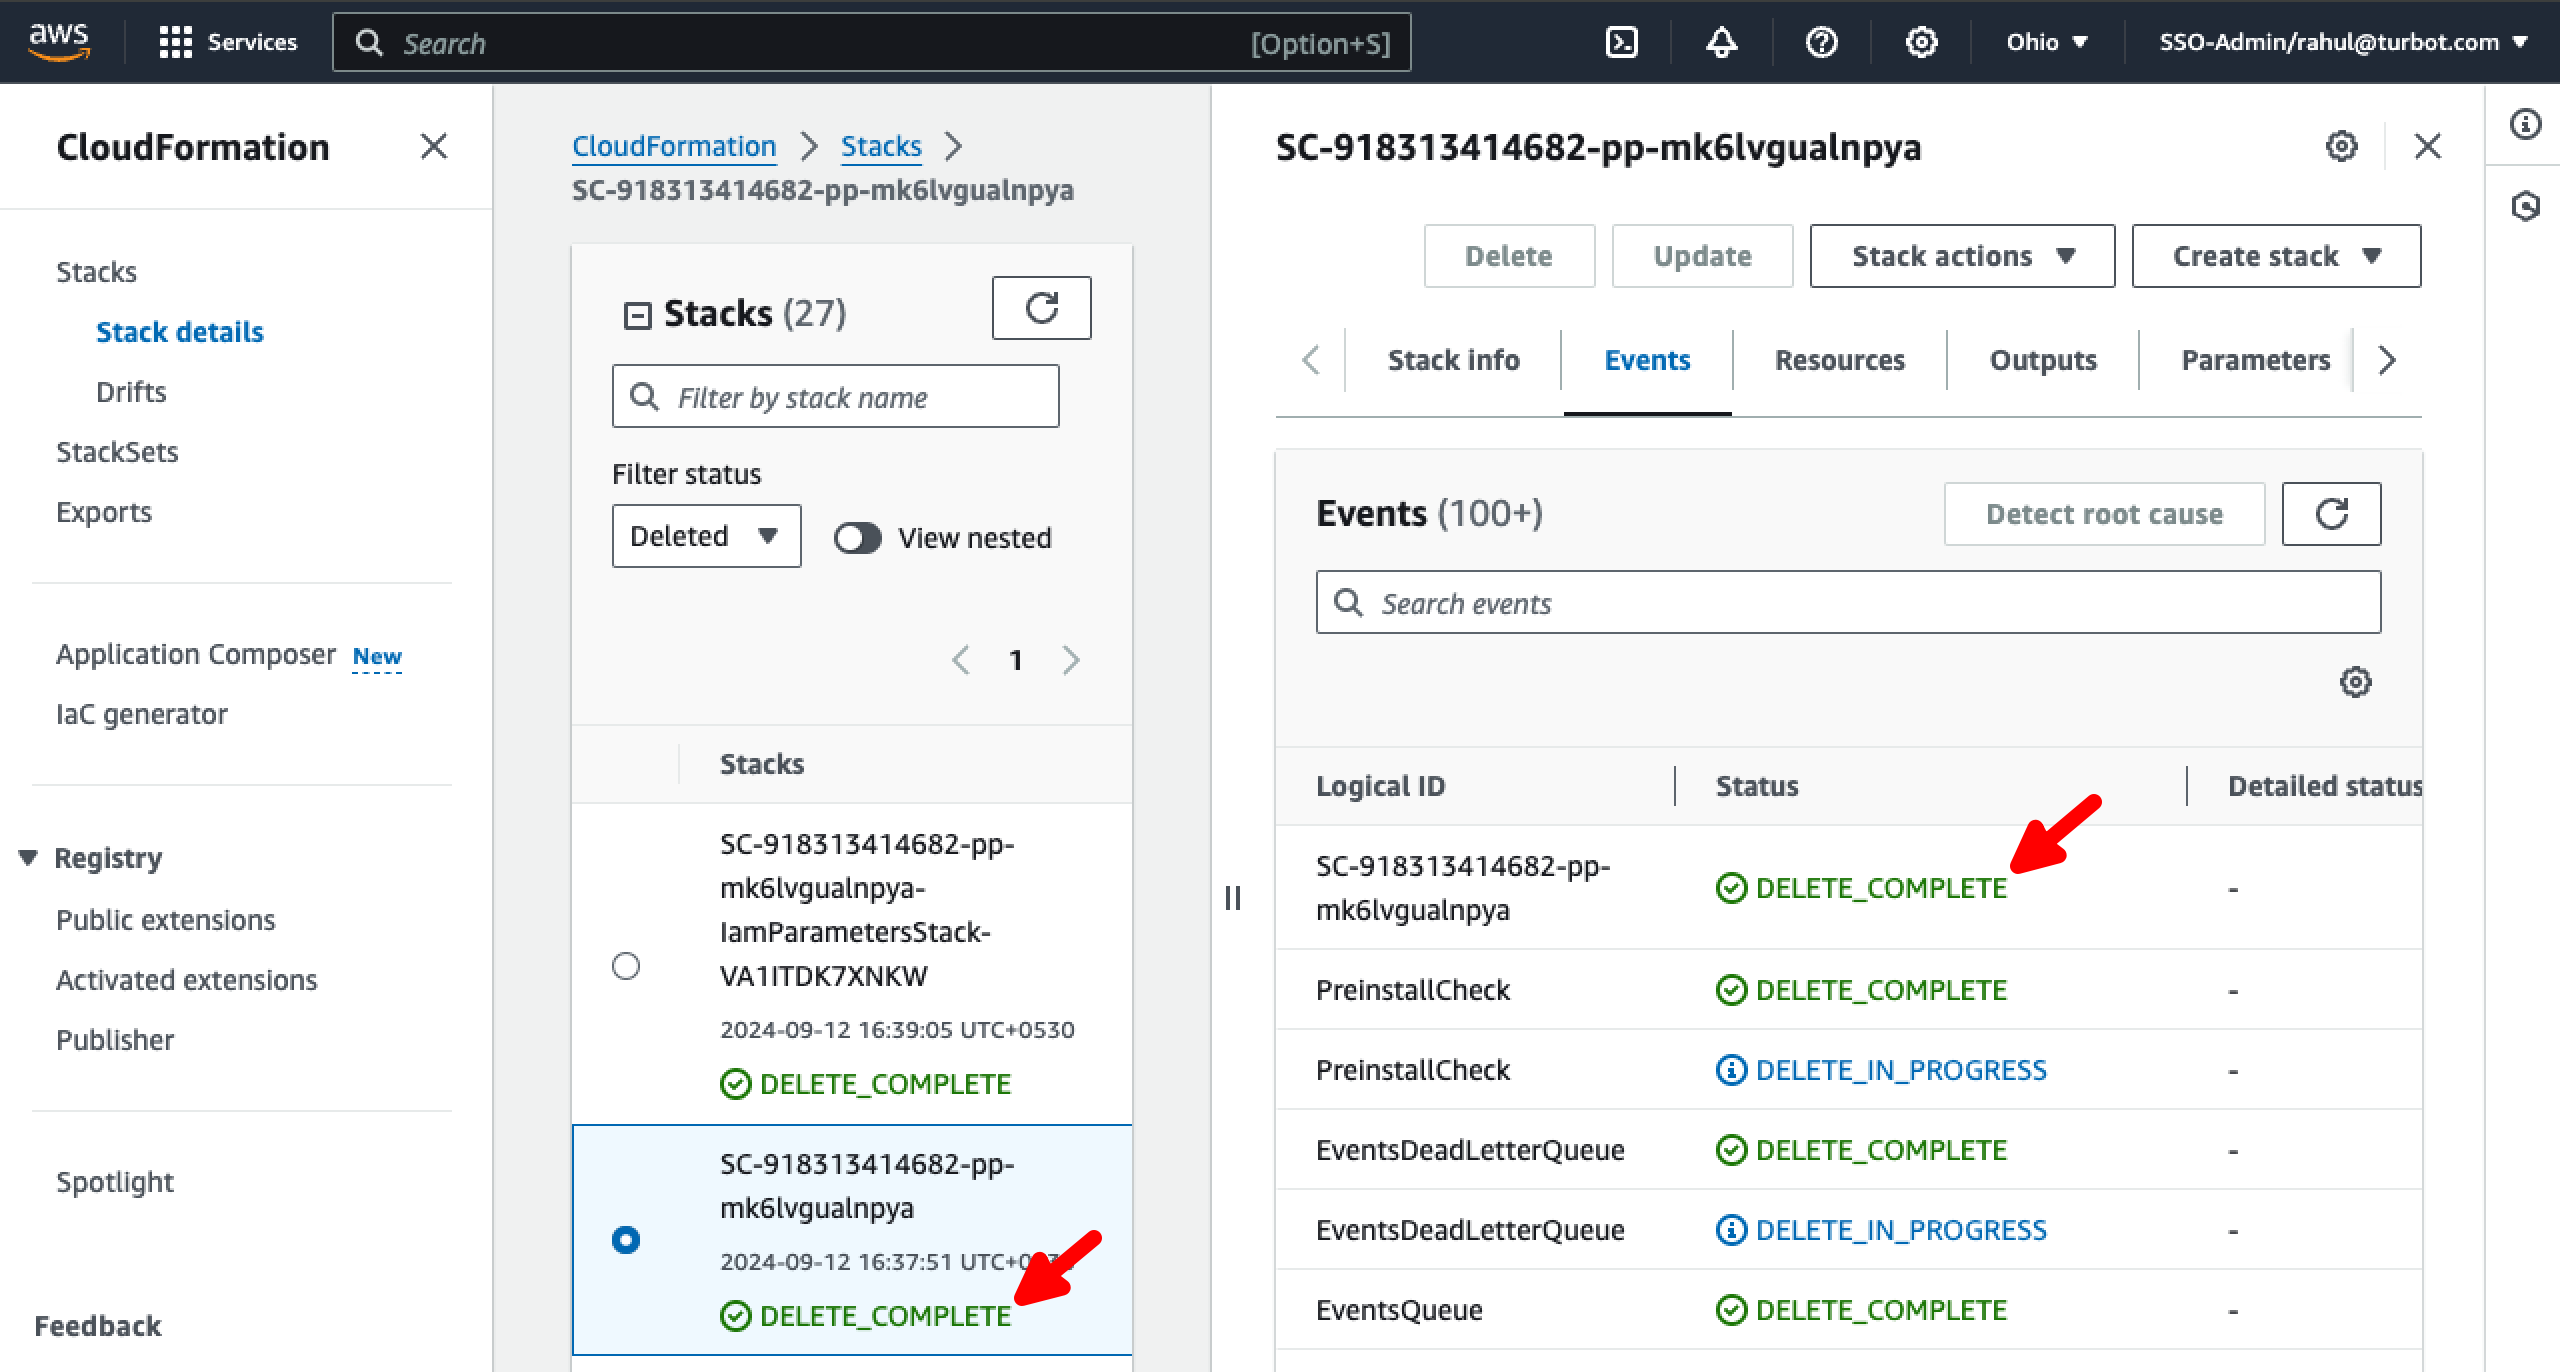 aws
Services
Search
[Option+S]
Ohio
SSO-Admin/rahul@turbot.com
CloudFormation
Stacks
Stack details
Drifts
StackSets
Exports
Application Composer New
IaC generator
Registry
Public extensions
Activated extensions
Publisher
Spotlight
Feedback
CloudFormation
Stacks
SC-918313414682-pp-mk6lvgualnpya
Stacks (27)
Filter by stack name
Filter status
Deleted
View nested
1
Stacks
SC-918313414682-pp-
mk6lvgualnpya-
IamParametersStack-
VA1ITDK7XNKW
2024-09-12 16:39:05 UTC+0530
DELETE_COMPLETE
SC-918313414682-pp-
mk6lvgualnpya
2024-09-12 16:37:51
DELETE_COMPLETE
SC-918313414682-pp-mk6lvgualnpya
Delete
Update
Stack actions
Create stack
Stack info
Events
Resources
Outputs
Parameters
Events (100+)
Detect root cause
Search events
Logical ID
Status
Detailed status
SC-918313414682-pp-
mk6lvgualnpya
DELETE_COMPLETE
-
PreinstallCheck
DELETE_COMPLETE
-
PreinstallCheck
DELETE_IN_PROGRESS
-
EventsDeadLetterQueue
DELETE_COMPLETE
-
EventsDeadLetterQueue
DELETE_IN_PROGRESS
-
EventsQueue
DELETE_COMPLETE
-